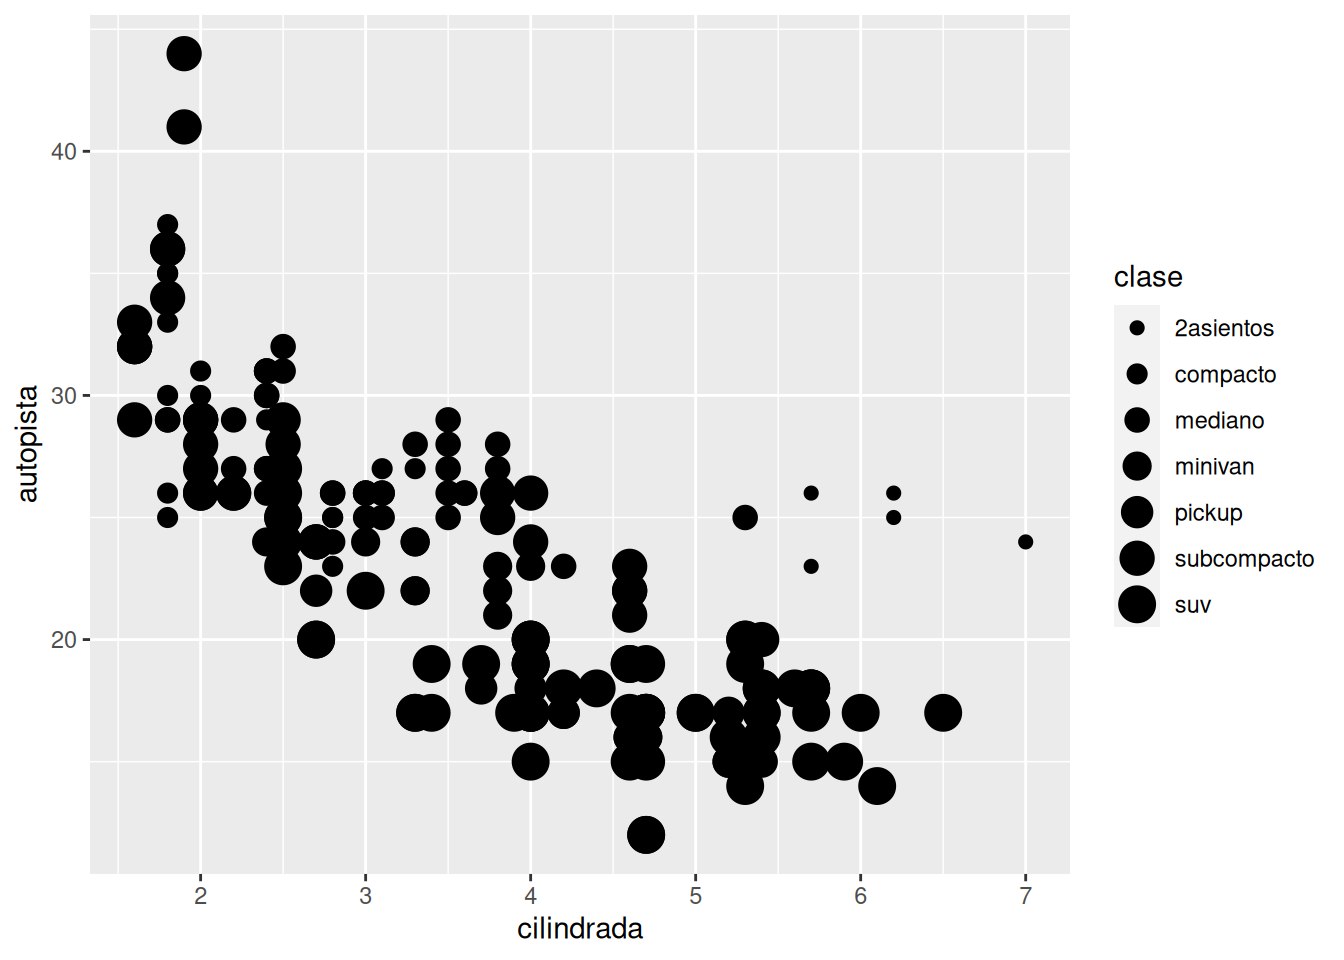 40
30
20
autopista
2 3 4 5 6 7
cilindrada
clase
2asientos
compacto
mediano
minivan
pickup
subcompacto
suv